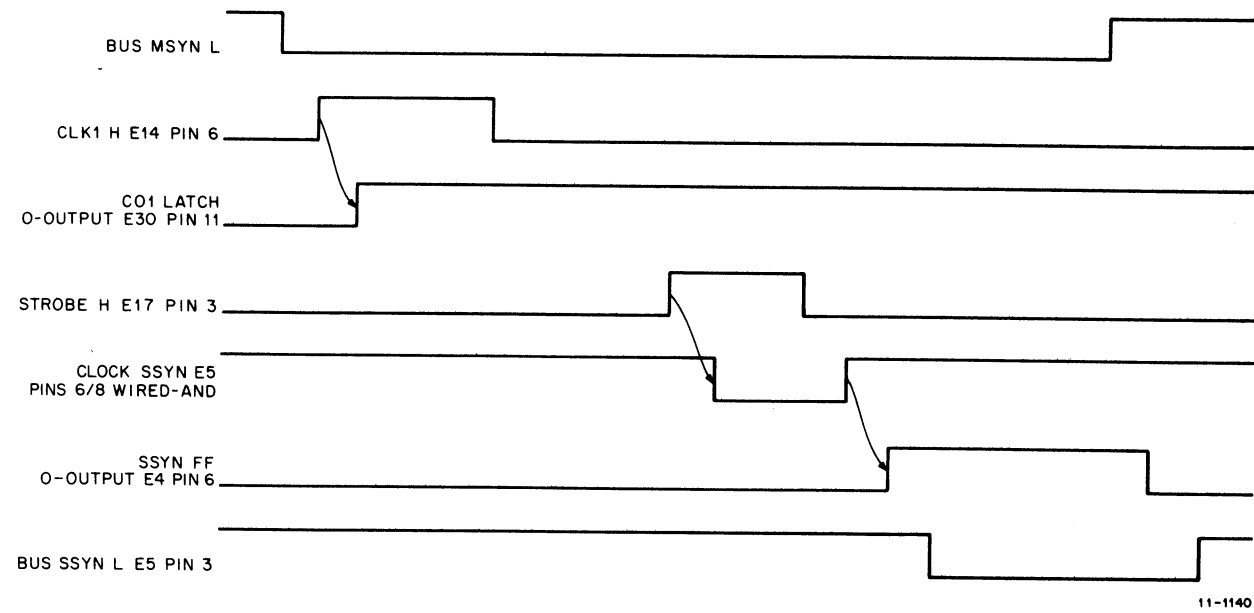 BUS MSYN L
CLK1 H E14 PIN 6
CO1 LATCH
O-OUTPUT E30 PIN 11
STROBE H E17 PIN 3
CLOCK SSYN E5
PINS 6/8 WIRED-AND
SSYN FF
O-OUTPUT E4 PIN 6
BUS SSYN L E5 PIN 3
11-1140